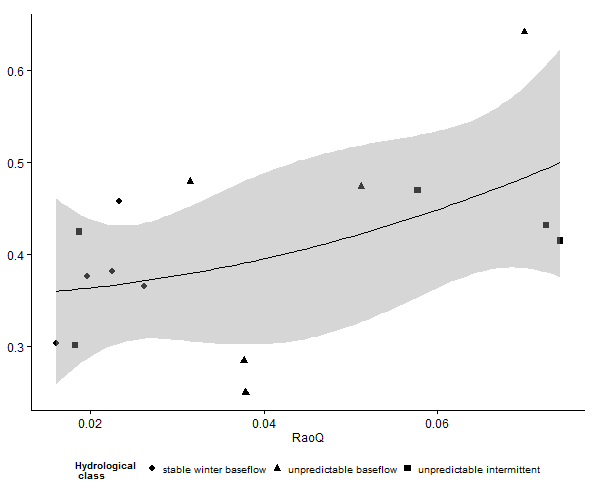 0.6
0.5
0.4
0.3
0.02 0.04 0.06
RaoQ
Hydrological
class
stable winter baseflow unpredictable baseflow unpredictable intermittent